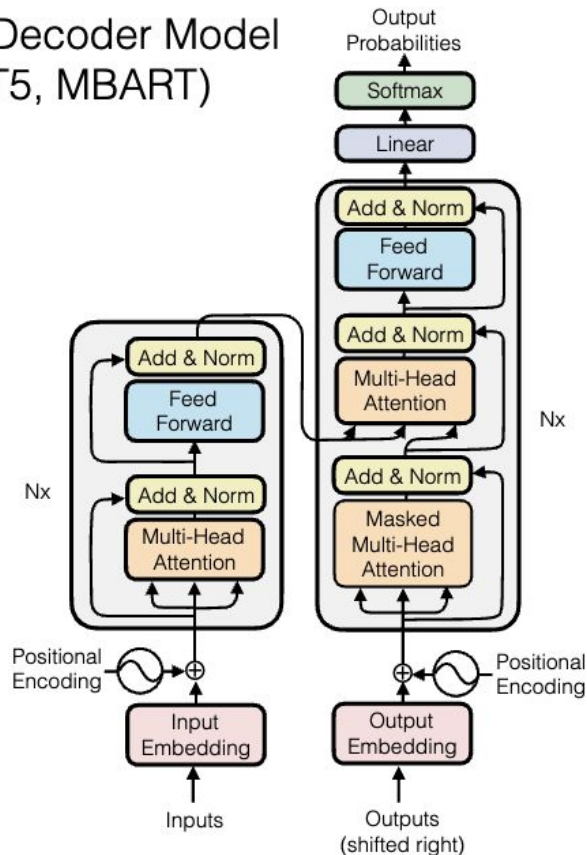 Decoder Model
T5, MBART)
Output
Probabilities
Softmax
Linear
Add & Norm
Feed
Forward
Add & Norm
Multi-Head
Attention
Add & Norm
Masked
Multi-Head
Attention
Nx
Positional
Encoding
Output
Embedding
Outputs
(shifted right)
Add & Norm
Feed
Forward
Add & Norm
Multi-Head
Attention
Nx
Positional
Encoding
Input
Embedding
Inputs